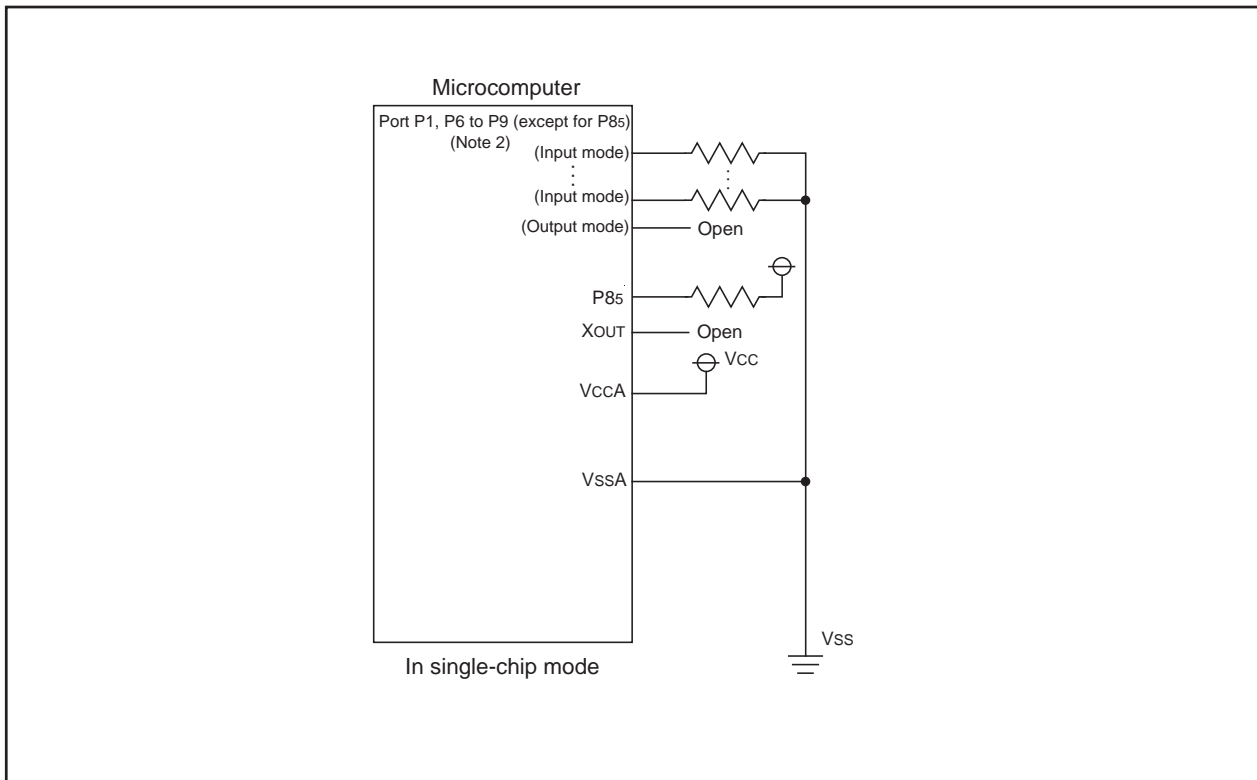 Microcomputer
Port P1, P6 to P9 (except for P85)
(Note 2)
(Input mode)
(Input mode)
(Output mode)
Open
P85
XOUT
Open
VCC
VCCA
VSSA
VSS
In single-chip mode